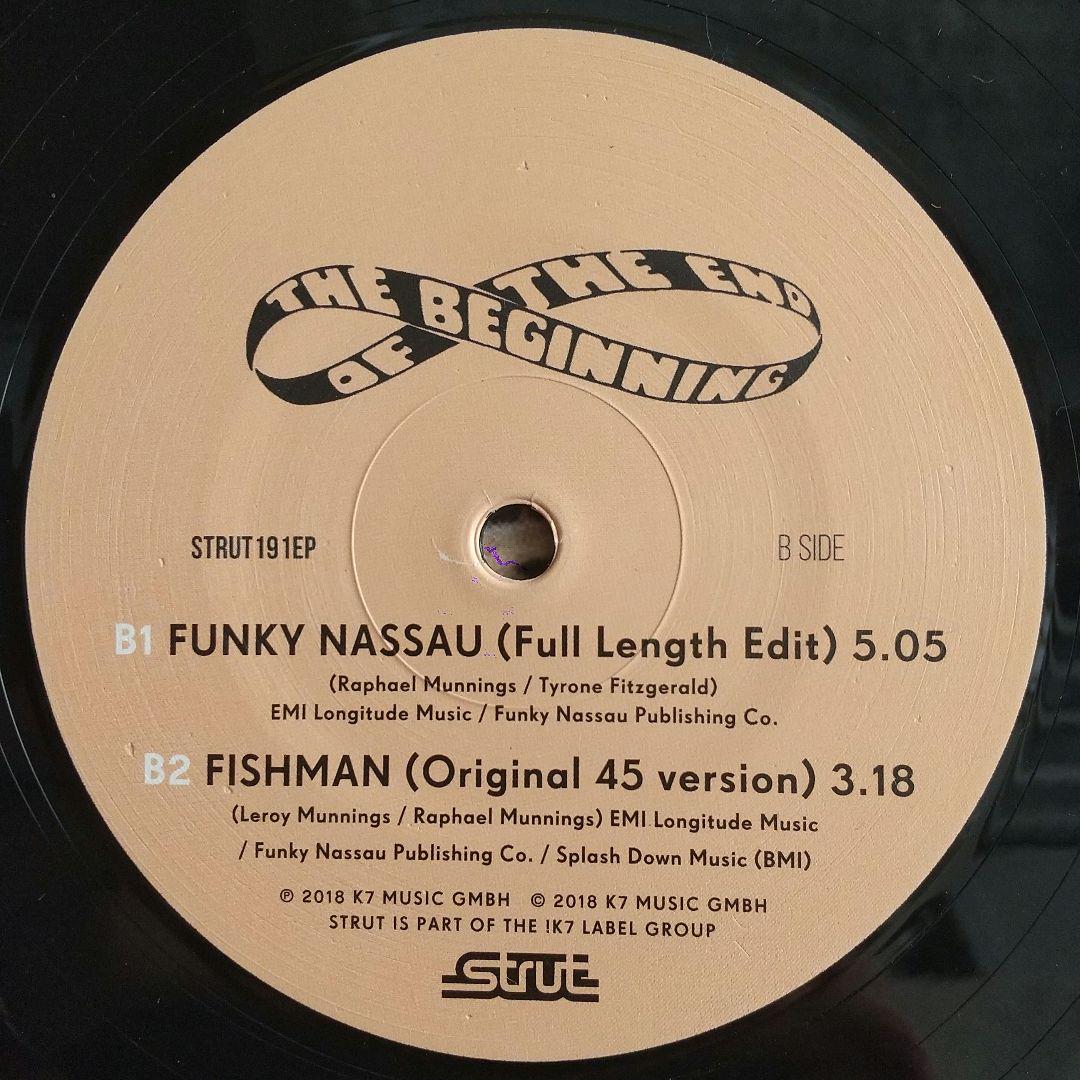 THE BEGINNING
OF THE END
STRUT191EP
B SIDE
B1 FUNKY NASSAU (Full Length Edit) 5.05
(Raphael Munnings / Tyrone Fitzgerald)
EMI Longitude Music / Funky Nassau Publishing Co.
B2 FISHMAN (Original 45 version) 3.18
(Leroy Munnings / Raphael Munnings) EMI Longitude Music
/ Funky Nassau Publishing Co. / Splash Down Music (BMI)
℗ 2018 K7 MUSIC GMBH © 2018 K7 MUSIC GMBH
STRUT IS PART OF THE !K7 LABEL GROUP
strut